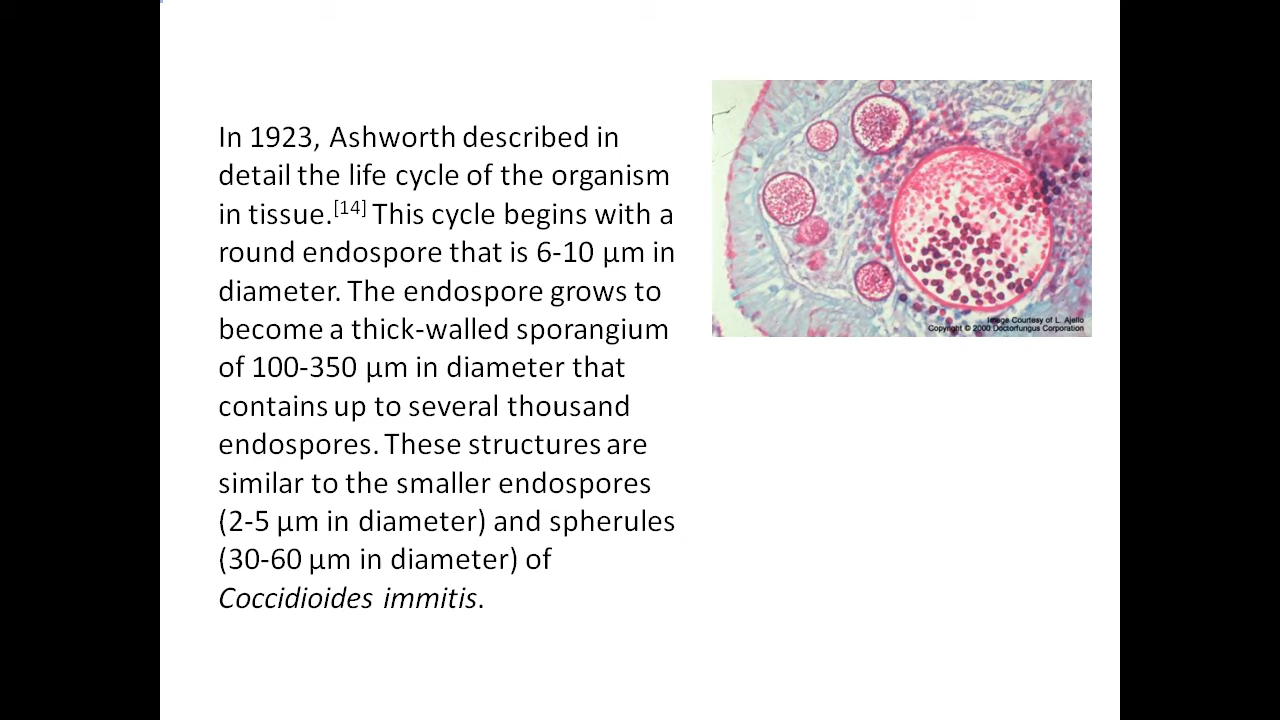 In 1923, Ashworth described in
detail the life cycle of the organism
in tissue.[14] This cycle begins with a
round endospore that is 6-10 μm in
diameter. The endospore grows to
become a thick-walled sporangium
of 100-350 μm in diameter that
contains up to several thousand
endospores. These structures are
similar to the smaller endospores
(2-5 μm in diameter) and spherules
(30-60 μm in diameter) of
Coccidioides immitis.
Image Courtesy of L. Ajello
Copyright © 2000 Doctorfungus Corporation